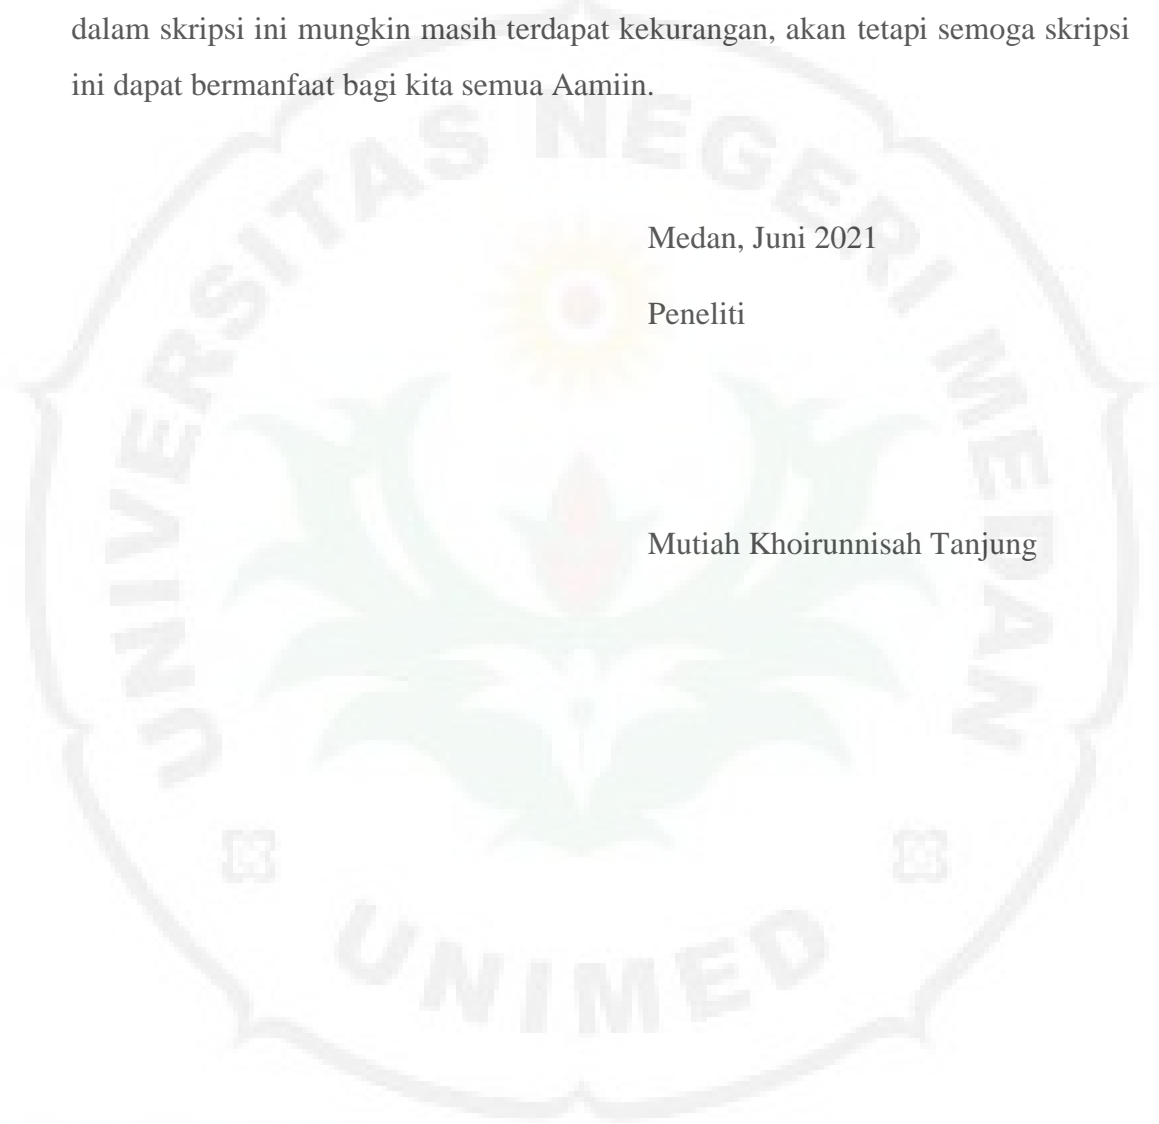 dalam skripsi ini mungkin masih terdapat kekurangan, akan tetapi semoga skripsi
ini dapat bermanfaat bagi kita semua Aamiin.
UNIVERSITAS NEGERI MEDAN
Medan, Juni 2021
Peneliti
Mutiah Khoirunnisah Tanjung
UNIMED